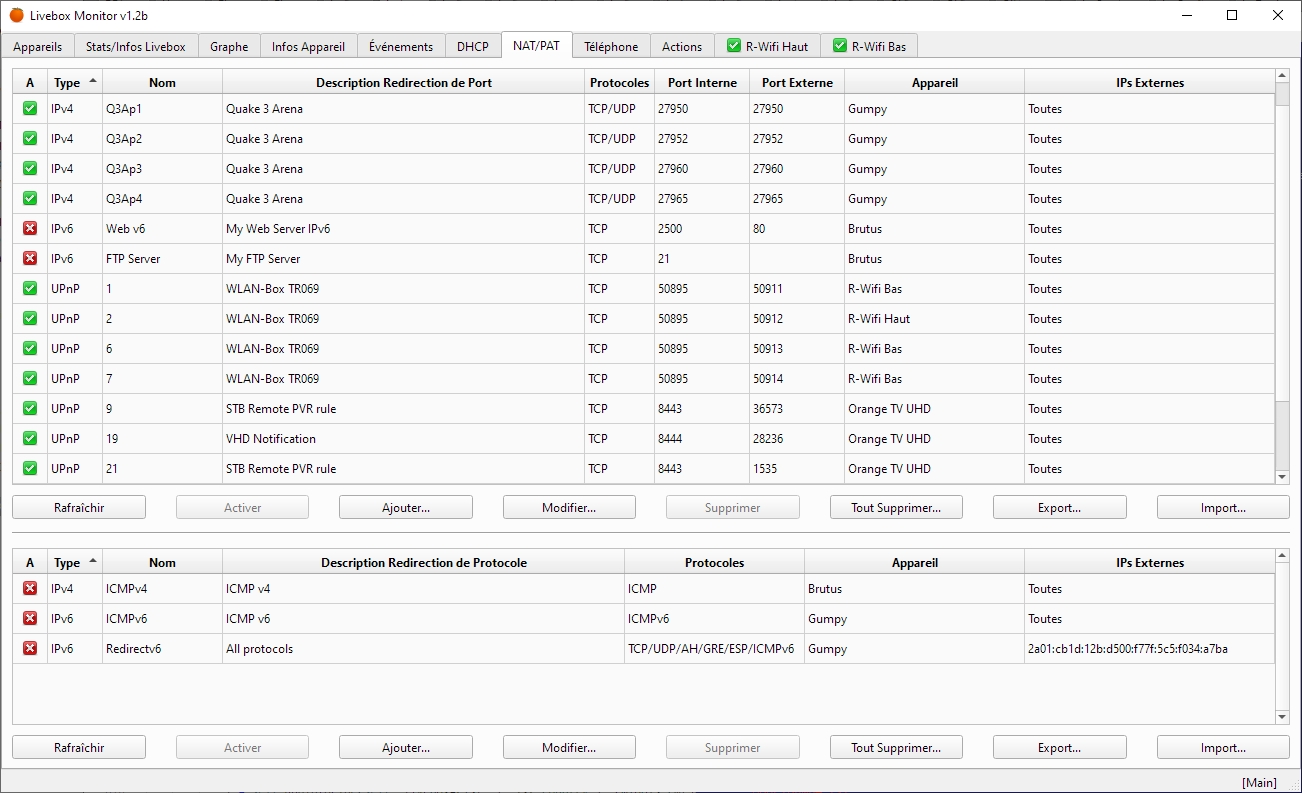 Livebox Monitor v1.2b
Appareils Stats/Infos Livebox Graphe Infos Appareil Événements DHCP NAT/PAT Téléphone Actions R-Wifi Haut R-Wifi Bas
A Type Nom Description Redirection de Port Protocoles Port Interne Port Externe Appareil IPs Externes
IPv4 Q3Ap1 Quake 3 Arena TCP/UDP 27950 27950 Gumpy Toutes
IPv4 Q3Ap2 Quake 3 Arena TCP/UDP 27952 27952 Gumpy Toutes
IPv4 Q3Ap3 Quake 3 Arena TCP/UDP 27960 27960 Gumpy Toutes
IPv4 Q3Ap4 Quake 3 Arena TCP/UDP 27965 27965 Gumpy Toutes
IPv6 Web v6 My Web Server IPv6 TCP 2500 80 Brutus Toutes
IPv6 FTP Server My FTP Server TCP 21 Brutus Toutes
UPnP 1 WLAN-Box TR069 TCP 50895 50911 R-Wifi Bas Toutes
UPnP 2 WLAN-Box TR069 TCP 50895 50912 R-Wifi Haut Toutes
UPnP 6 WLAN-Box TR069 TCP 50895 50913 R-Wifi Bas Toutes
UPnP 7 WLAN-Box TR069 TCP 50895 50914 R-Wifi Bas Toutes
UPnP 9 STB Remote PVR rule TCP 8443 36573 Orange TV UHD Toutes
UPnP 19 VHD Notification TCP 8444 28236 Orange TV UHD Toutes
UPnP 21 STB Remote PVR rule TCP 8443 1535 Orange TV UHD Toutes
Rafraîchir Activer Ajouter... Modifier... Supprimer Tout Supprimer... Export... Import...
A Type Nom Description Redirection de Protocole Protocoles Appareil IPs Externes
IPv4 ICMPv4 ICMP v4 ICMP Brutus Toutes
IPv6 ICMPv6 ICMP v6 ICMPv6 Gumpy Toutes
IPv6 Redirectv6 All protocols TCP/UDP/AH/GRE/ESP/ICMPv6 Gumpy 2a01:cb1d:12b:d500:f77f:5c5:f034:a7ba
Rafraîchir Activer Ajouter... Modifier... Supprimer Tout Supprimer... Export... Import...
[Main]